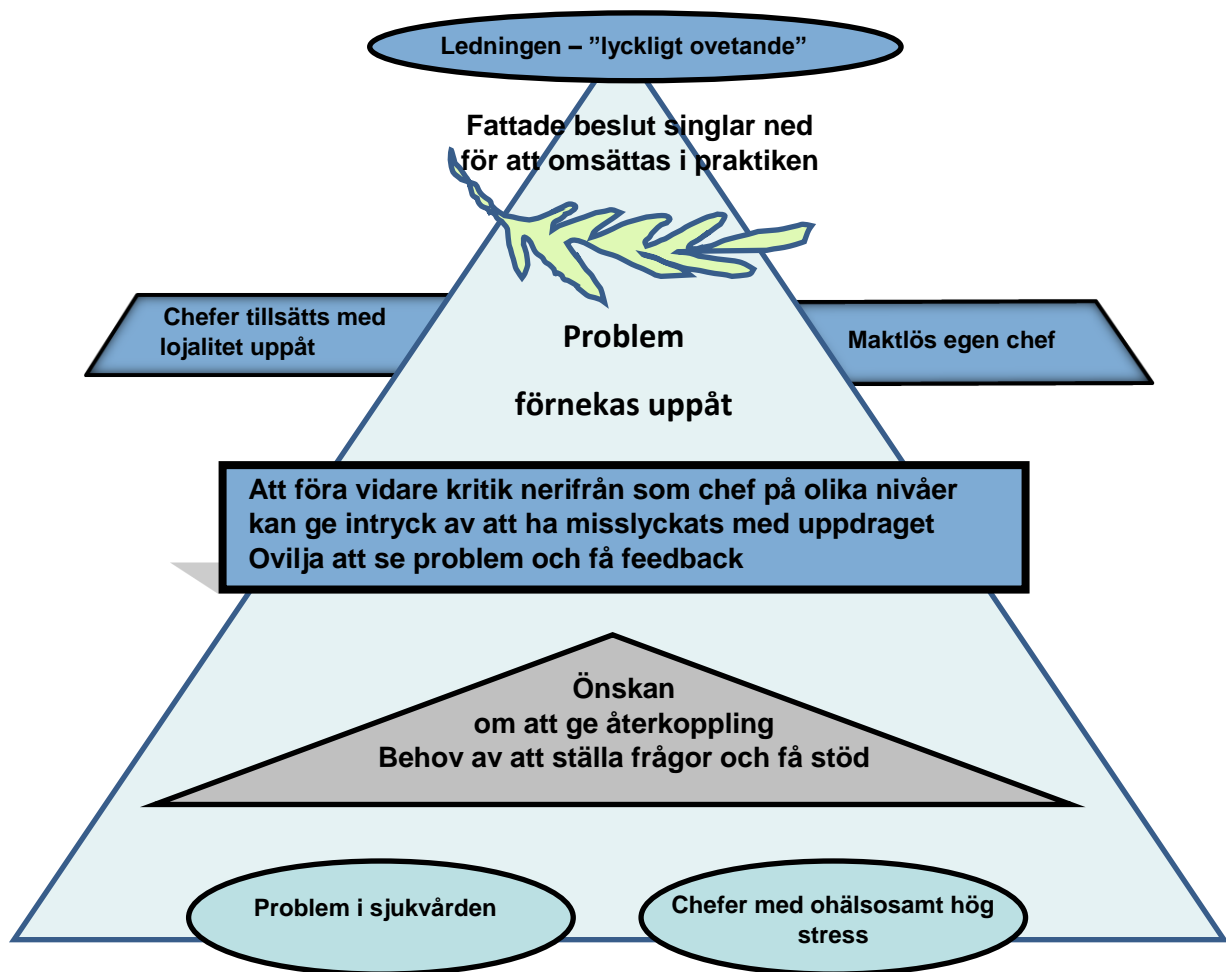 Ledningen – ”lyckligt ovetande”
Fattade beslut singlar ned
för att omsättas i praktiken
Chefer tillsätts med
lojalitet uppåt
Problem
förnekas uppåt
Maktlös egen chef
Att föra vidare kritik nerifrån som chef på olika nivåer
kan ge intryck av att ha misslyckats med uppdraget
Ovilja att se problem och få feedback
Önskan
om att ge återkoppling
Behov av att ställa frågor och få stöd
Problem i sjukvården
Chefer med ohälsosamt hög
stress